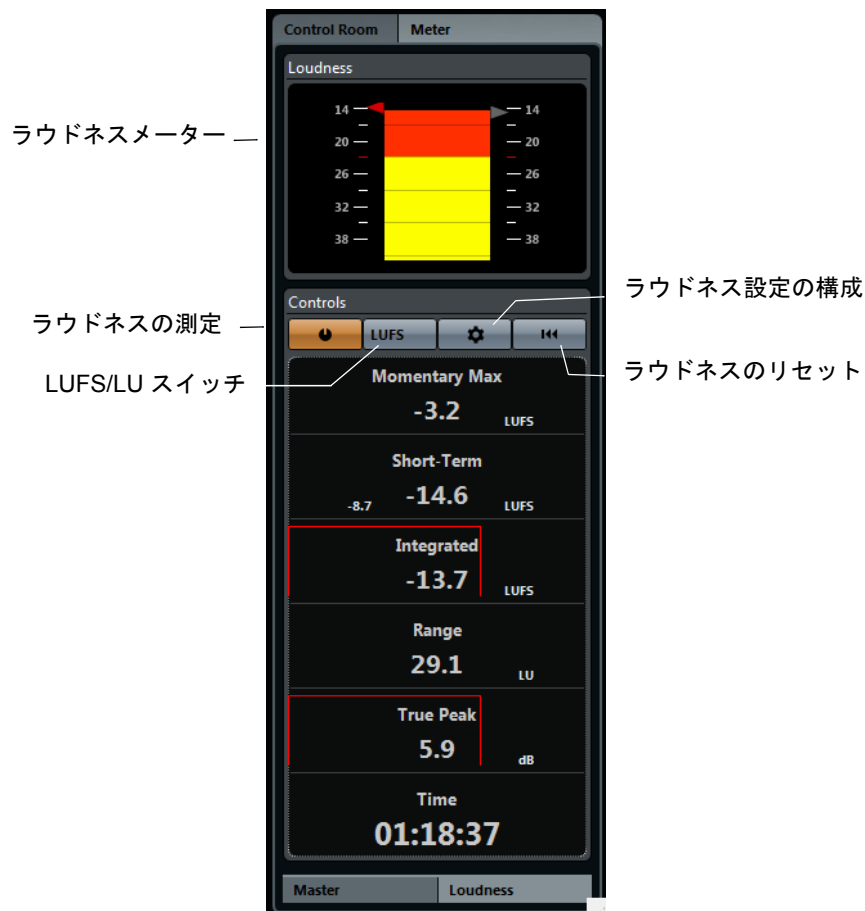 Control Room Meter
Loudness
14 14
ラウドネスメーター 20 20
26 26
32 32
38 38
ラウドネス設定の構成
Controls
ラウドネスの測定
LUFS
LUFS/LU スイッチ
ラウドネスのリセット
Momentary Max
-3.2 LUFS
Short-Term
-8.7 -14.6 LUFS
Integrated
-13.7 LUFS
Range
29.1 LU
True Peak
5.9 dB
Time
01:18:37
Master Loudness